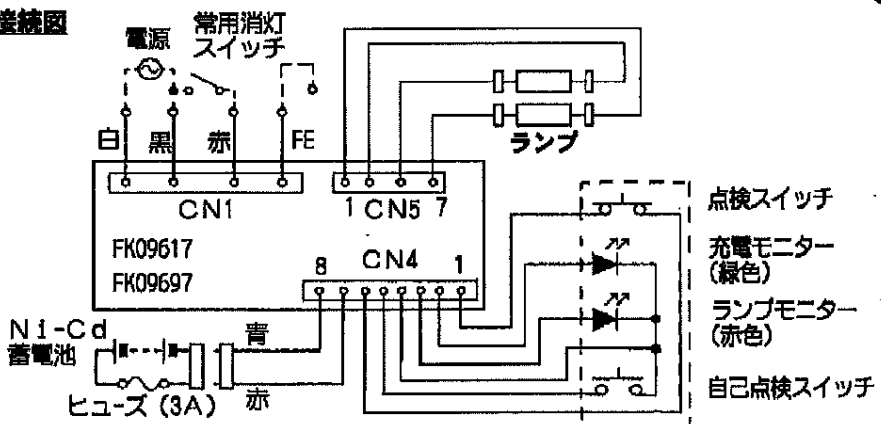 接続図
電源
常用消灯
スイッチ
白 黒 赤 FE
ランプ
CN1
1 CN5 7
FK09617
FK09697
8 CN4 1
点検スイッチ
充電モニター
(緑色)
ランプモニター
(赤色)
自己点検スイッチ
Ni-Cd
蓄電池
青
赤
ヒューズ (3A)